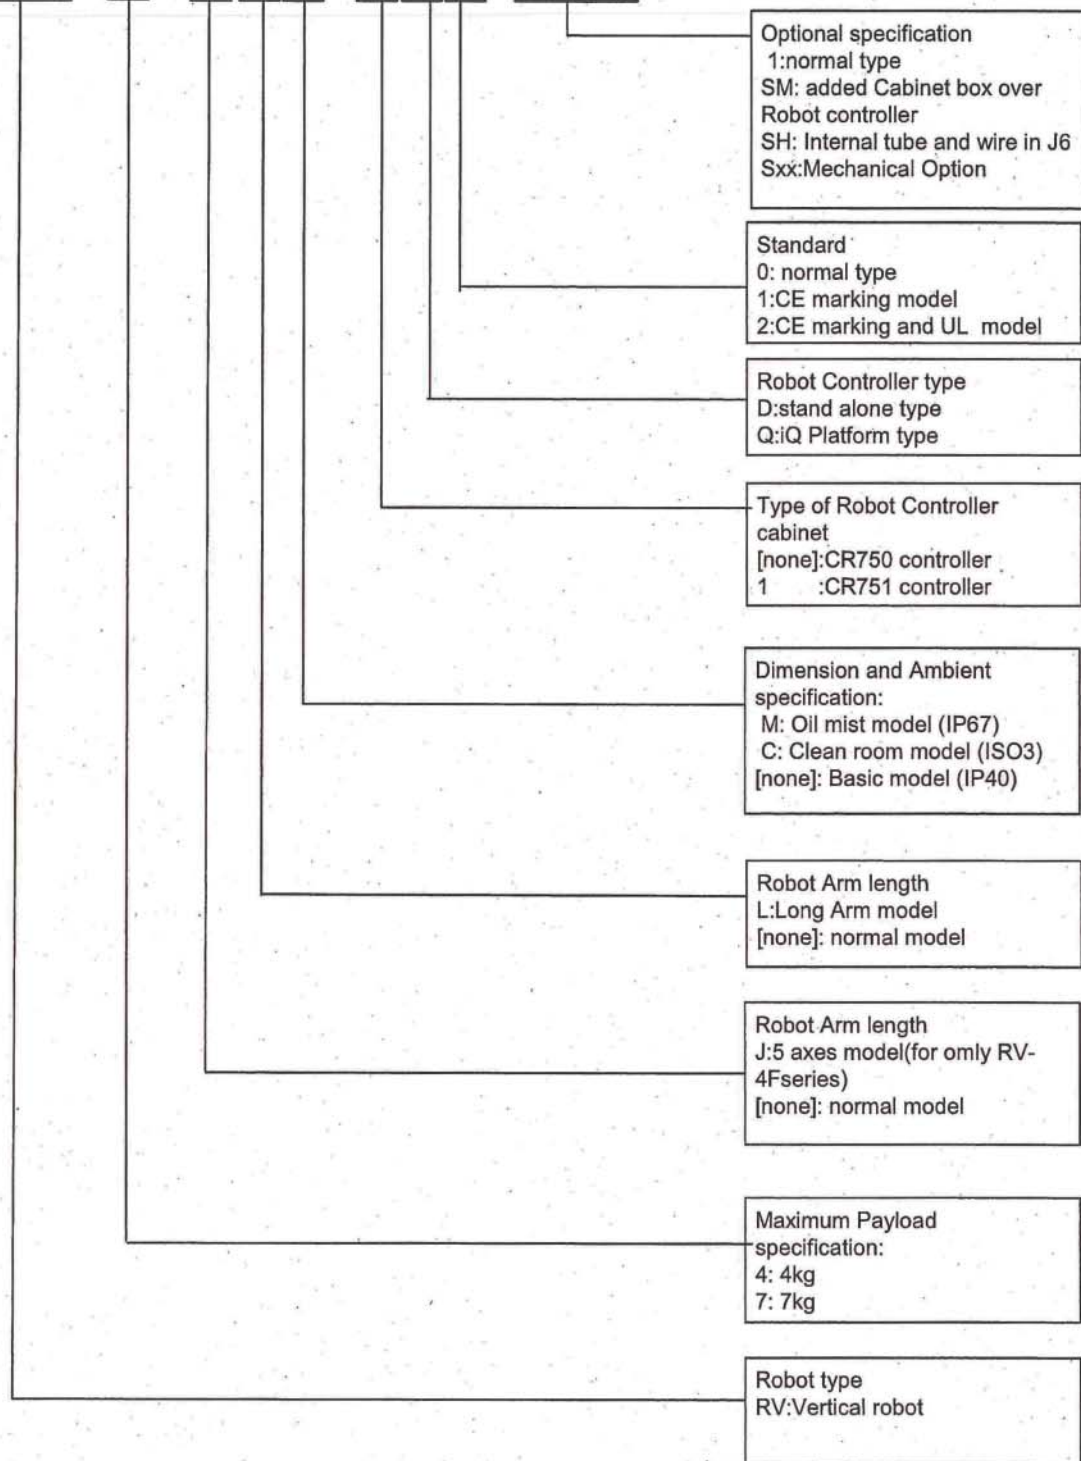 Optional specification
1:normal type
SM: added Cabinet box over
Robot controller
SH: Internal tube and wire in J6
Sxx:Mechanical Option
Standard
0: normal type
1:CE marking model
2:CE marking and UL model
Robot Controller type
D:stand alone type
Q:iQ Platform type
Type of Robot Controller
cabinet
[none]:CR750 controller
1 :CR751 controller
Dimension and Ambient
specification:
M: Oil mist model (IP67)
C: Clean room model (ISO3)
[none]: Basic model (IP40)
Robot Arm length
L:Long Arm model
[none]: normal model
Robot Arm length
J:5 axes model(for omly RV-
4Fseries)
[none]: normal model
Maximum Payload
specification:
4: 4kg
7: 7kg
Robot type
RV:Vertical robot